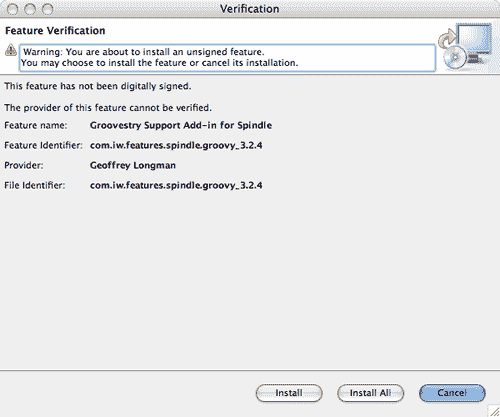 Verification
Feature Verification
Warning: You are about to install an unsigned feature.
You may choose to install the feature or cancel its installation.
This feature has not been digitally signed.
The provider of this feature cannot be verified.
Feature name: Groovestry Support Add-in for Spindle
Feature Identifier: com.iw.features.spindle.groovy_3.2.4
Provider: Geoffrey Longman
File Identifier: com.iw.features.spindle.groovy_3.2.4
Install Install All Cancel